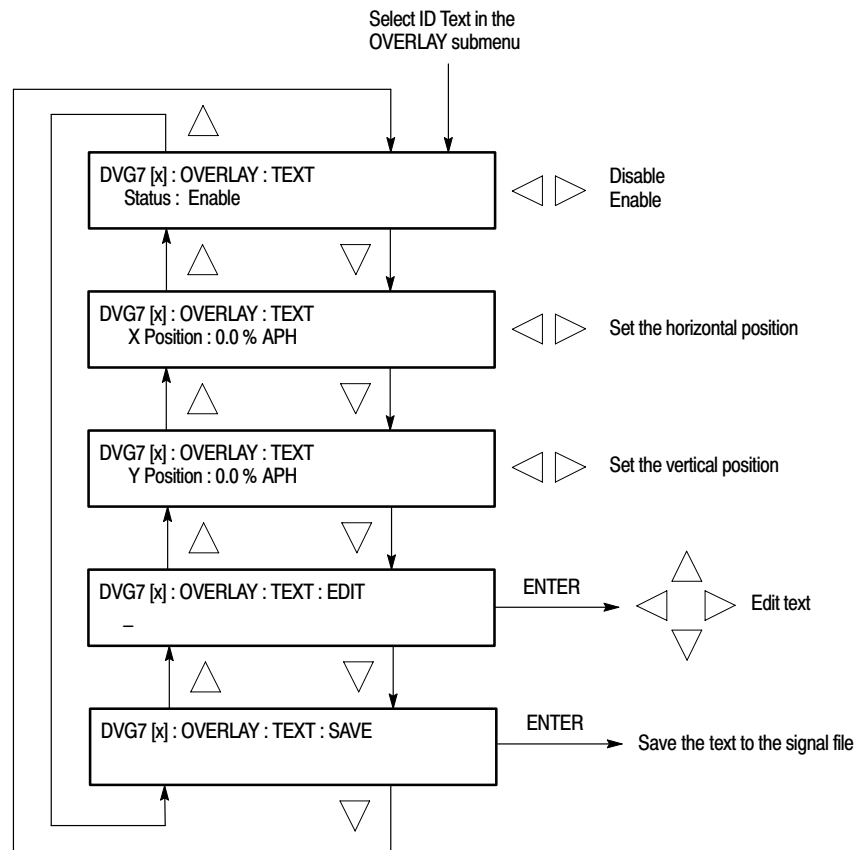 Select ID Text in the
OVERLAY submenu
DVG7 [x] : OVERLAY : TEXT
Status : Enable
Disable
Enable
DVG7 [x] : OVERLAY : TEXT
X Position : 0.0 % APH
Set the horizontal position
DVG7 [x] : OVERLAY : TEXT
Y Position : 0.0 % APH
Set the vertical position
DVG7 [x] : OVERLAY : TEXT : EDIT
_
ENTER
Edit text
DVG7 [x] : OVERLAY : TEXT : SAVE
ENTER
Save the text to the signal file